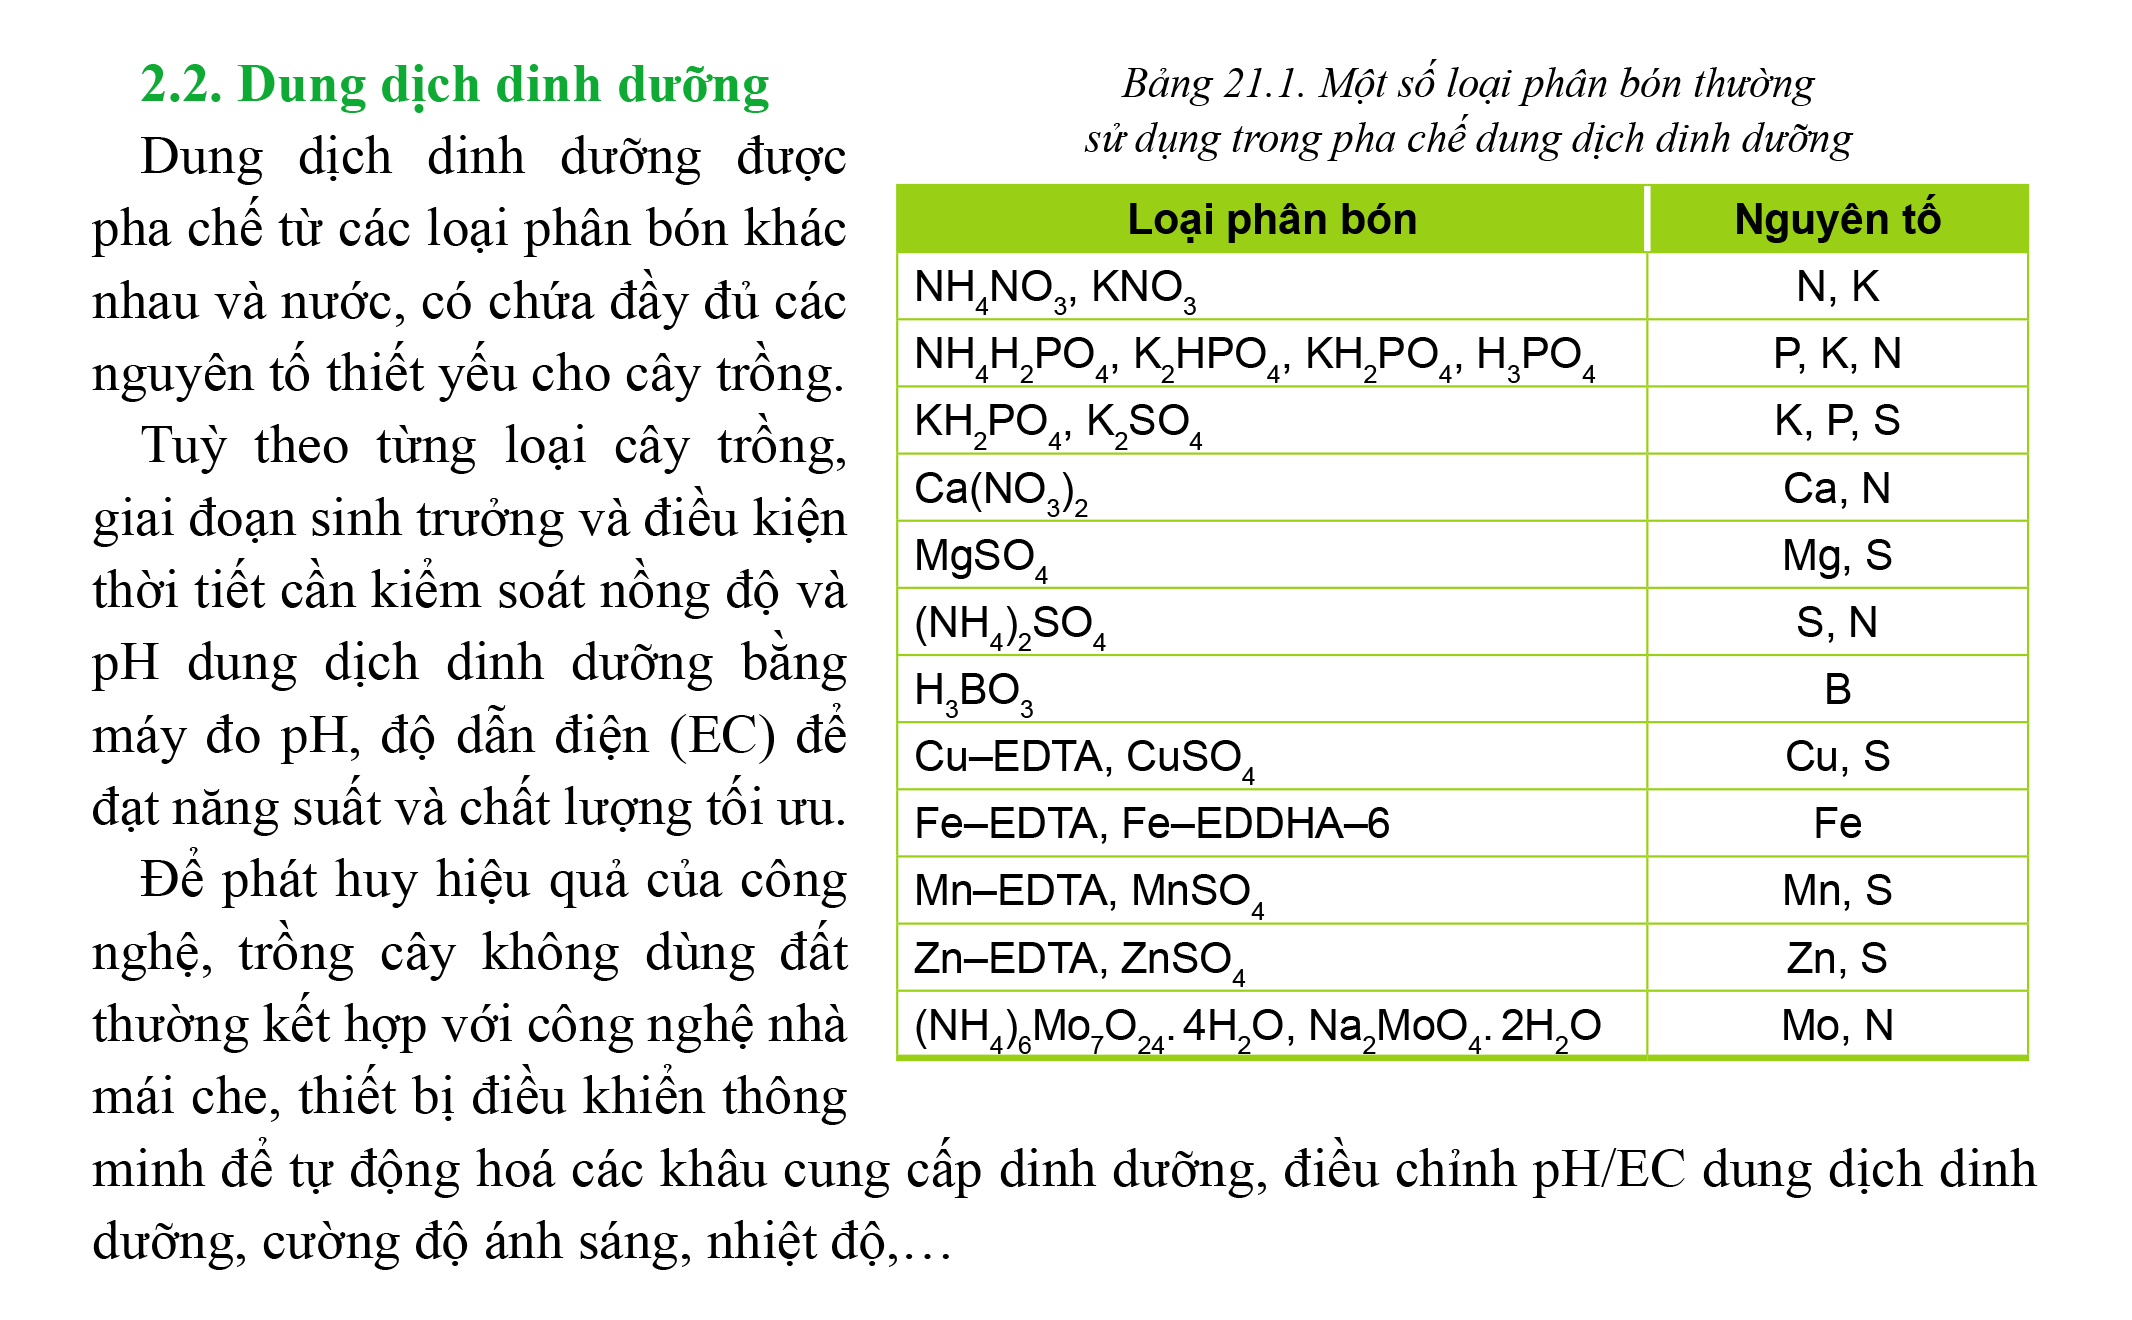 2.2. Dung dịch dinh dưỡng
Dung dịch dinh dưỡng được
pha chế từ các loại phân bón khác
nhau và nước, có chứa đầy đủ các
nguyên tố thiết yếu cho cây trồng.
Tuỳ theo từng loại cây trồng,
giai đoạn sinh trưởng và điều kiện
thời tiết cần kiểm soát nồng độ và
pH dung dịch dinh dưỡng bằng
máy đo pH, độ dẫn điện (EC) để
đạt năng suất và chất lượng tối ưu.
Để phát huy hiệu quả của công
nghệ, trồng cây không dùng đất
thường kết hợp với công nghệ nhà
mái che, thiết bị điều khiển thông
minh để tự động hoá các khâu cung cấp dinh dưỡng, điều chỉnh pH/EC dung dịch dinh
dưỡng, cường độ ánh sáng, nhiệt độ,…
Bảng 21.1. Một số loại phân bón thường
sử dụng trong pha chế dung dịch dinh dưỡng
Loại phân bón Nguyên tố
NH₄NO₃, KNO₃ N, K
NH₄H₂PO₄, K₂HPO₄, KH₂PO₄, H₃PO₄ P, K, N
KH₂PO₄, K₂SO₄ K, P, S
Ca(NO₃)₂ Ca, N
MgSO₄ Mg, S
(NH₄)₂SO₄ S, N
H₃BO₃ B
Cu–EDTA, CuSO₄ Cu, S
Fe–EDTA, Fe–EDDHA–6 Fe
Mn–EDTA, MnSO₄ Mn, S
Zn–EDTA, ZnSO₄ Zn, S
(NH₄)₆Mo₇O₂₄. 4H₂O, Na₂MoO₄. 2H₂O Mo, N